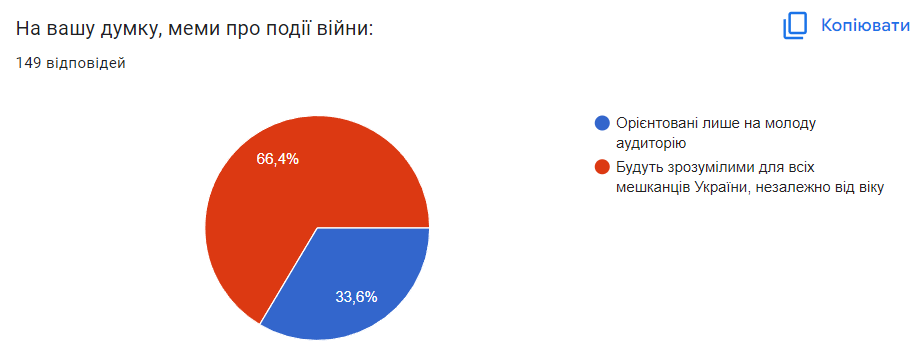 На вашу думку, меми про події війни:
Копіювати
149 відповідей
Орієнтовані лише на молоду
аудиторію
Будуть зрозумілими для всіх
мешканців України, незалежно від віку
66,4%
33,6%